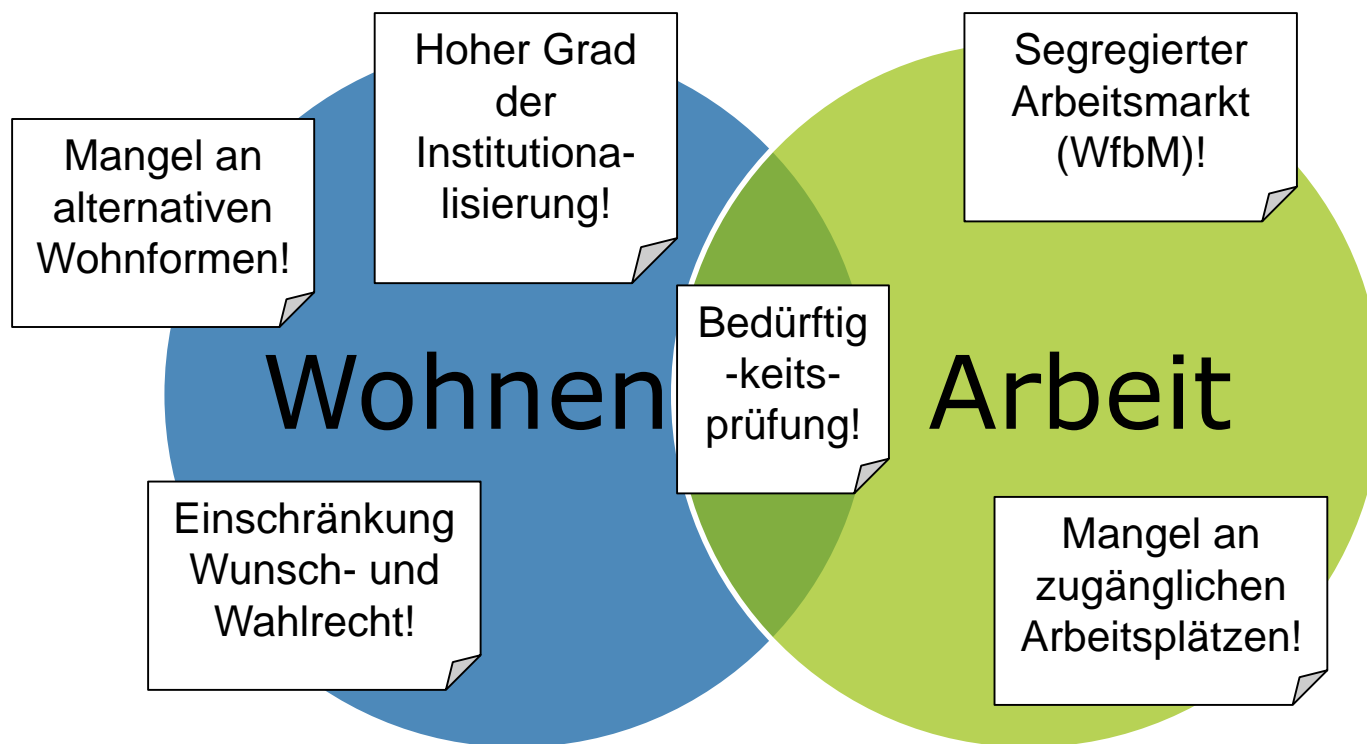 Hoher Grad
der
Institutiona-
lisierung!
Segregierter
Arbeitsmarkt
(WfbM)!
Mangel an
alternativen
Wohnformen!
Wohnen
Bedürftig
-keits-
prüfung!
Arbeit
Einschränkung
Wunsch- und
Wahlrecht!
Mangel an
zugänglichen
Arbeitsplätzen!